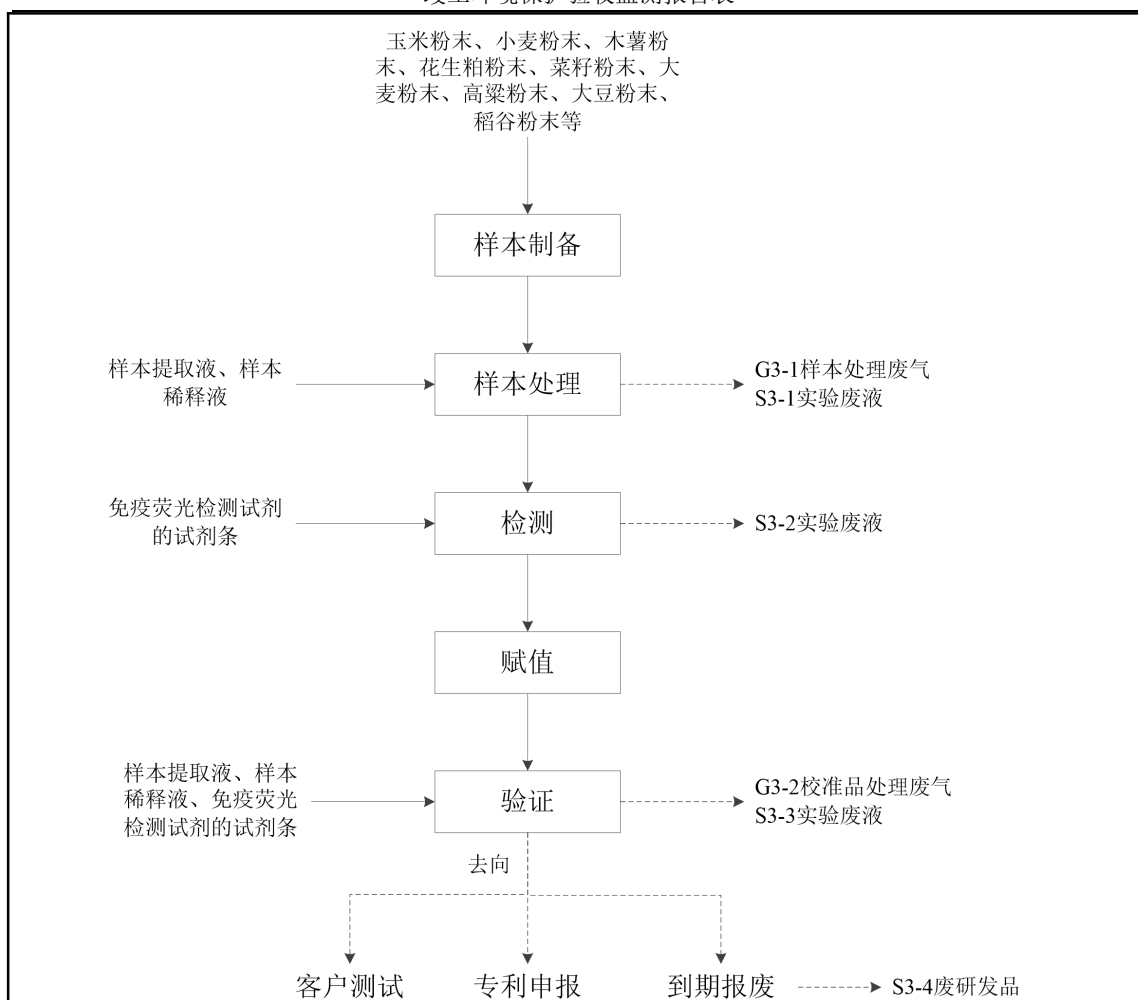 玉米粉末、小麦粉末、木薯粉
末、花生粕粉末、菜籽粉末、大
麦粉末、高粱粉末、大豆粉末、
稻谷粉末等
样本制备
样本提取液、样本
稀释液
样本处理
G3-1样本处理废气
S3-1实验废液
免疫荧光检测试剂
的试剂条
检测
S3-2实验废液
赋值
样本提取液、样本
稀释液、免疫荧光
检测试剂的试剂条
验证
G3-2校准品处理废气
S3-3实验废液
去向
客户测试
专利申报
到期报废
S3-4废研发品